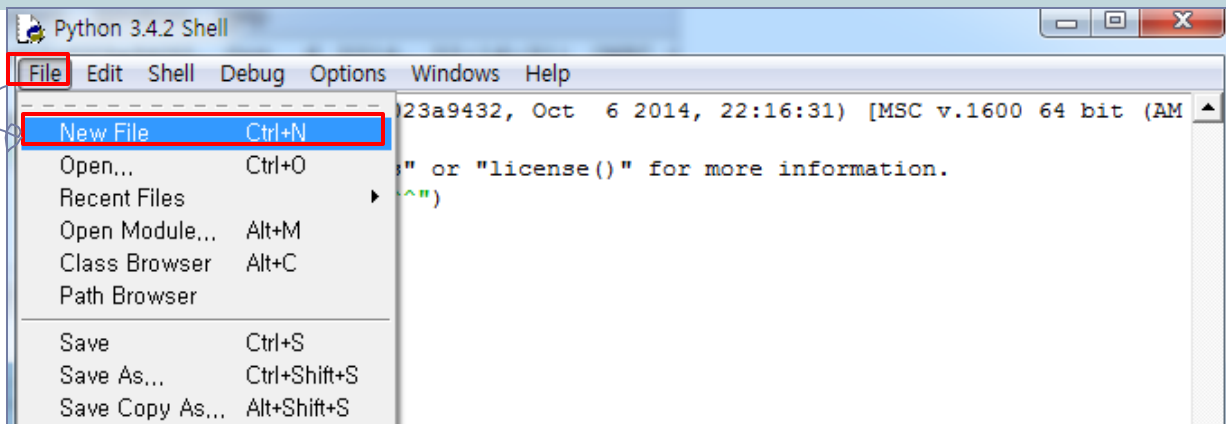 Python 3.4.2 Shell
File Edit Shell Debug Options Windows Help
023a9432, Oct 6 2014, 22:16:31) [MSC v.1600 64 bit (AM
New File Ctrl+N
Open... Ctrl+O
" or "license()" for more information.
Recent Files
^")
Open Module... Alt+M
Class Browser Alt+C
Path Browser
Save Ctrl+S
Save As... Ctrl+Shift+S
Save Copy As... Alt+Shift+S